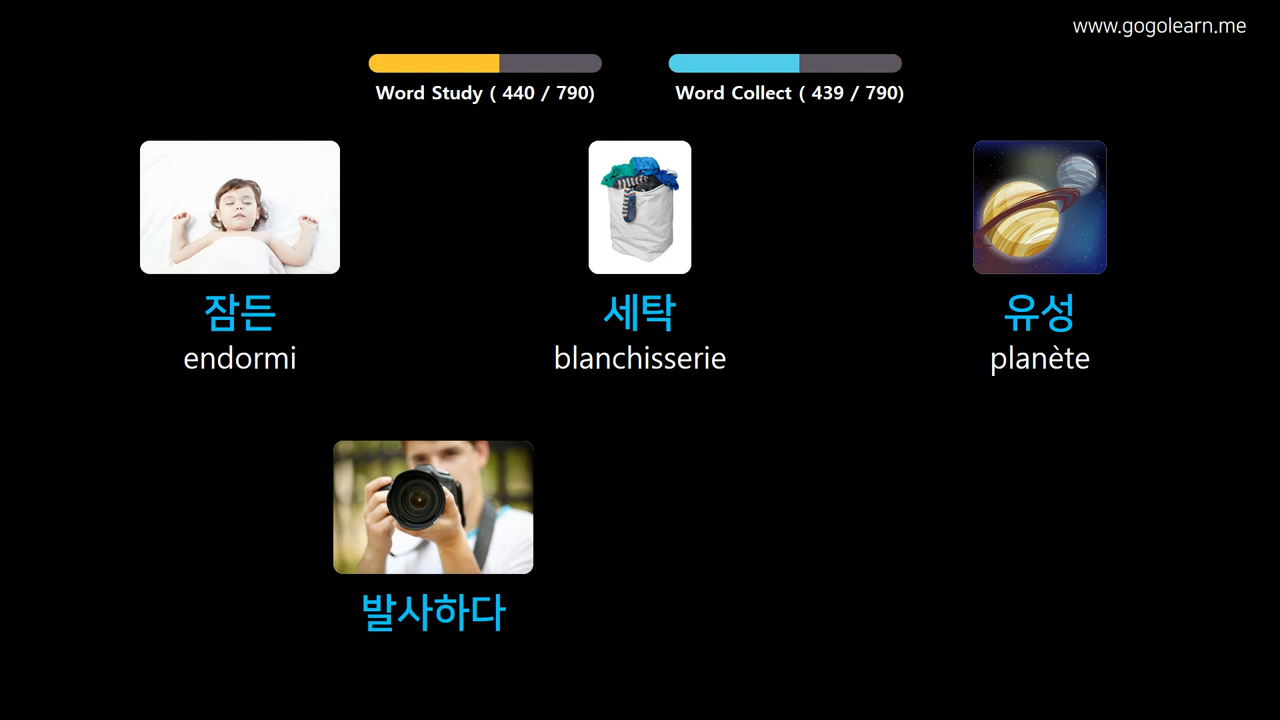 www.gogolearn.me
Word Study ( 440 / 790)
Word Collect ( 439 / 790)
잠든
endormi
세탁
blanchisserie
유성
planète
발사하다